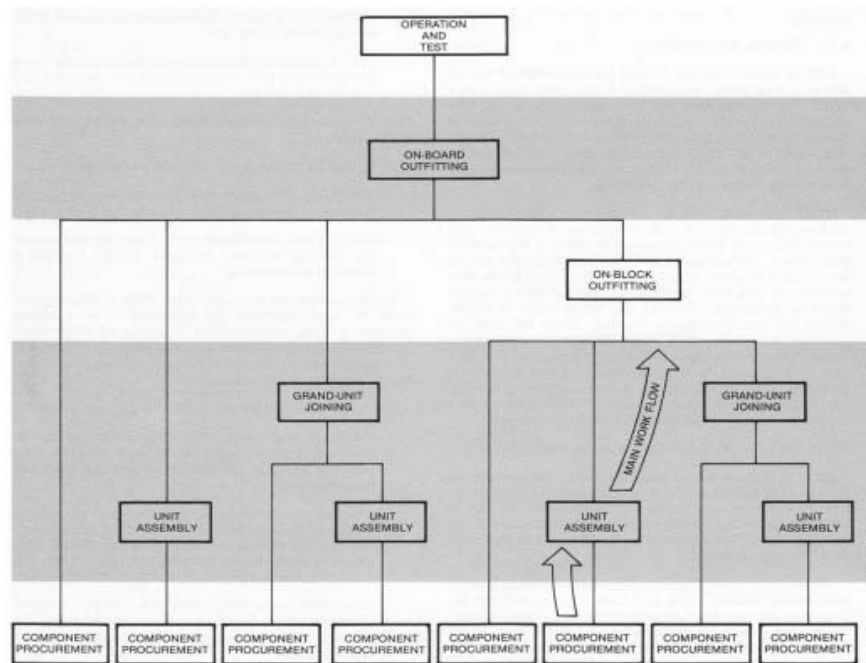 OPERATION
AND
TEST
ON-BOARD
OUTFITTING
ON-BLOCK
OUTFITTING
GRAND-UNIT
JOINING
MAIN WORK FLOW
GRAND-UNIT
JOINING
UNIT
ASSEMBLY
UNIT
ASSEMBLY
UNIT
ASSEMBLY
UNIT
ASSEMBLY
COMPONENT
PROCUREMENT
COMPONENT
PROCUREMENT
COMPONENT
PROCUREMENT
COMPONENT
PROCUREMENT
COMPONENT
PROCUREMENT
COMPONENT
PROCUREMENT
COMPONENT
PROCUREMENT
COMPONENT
PROCUREMENT